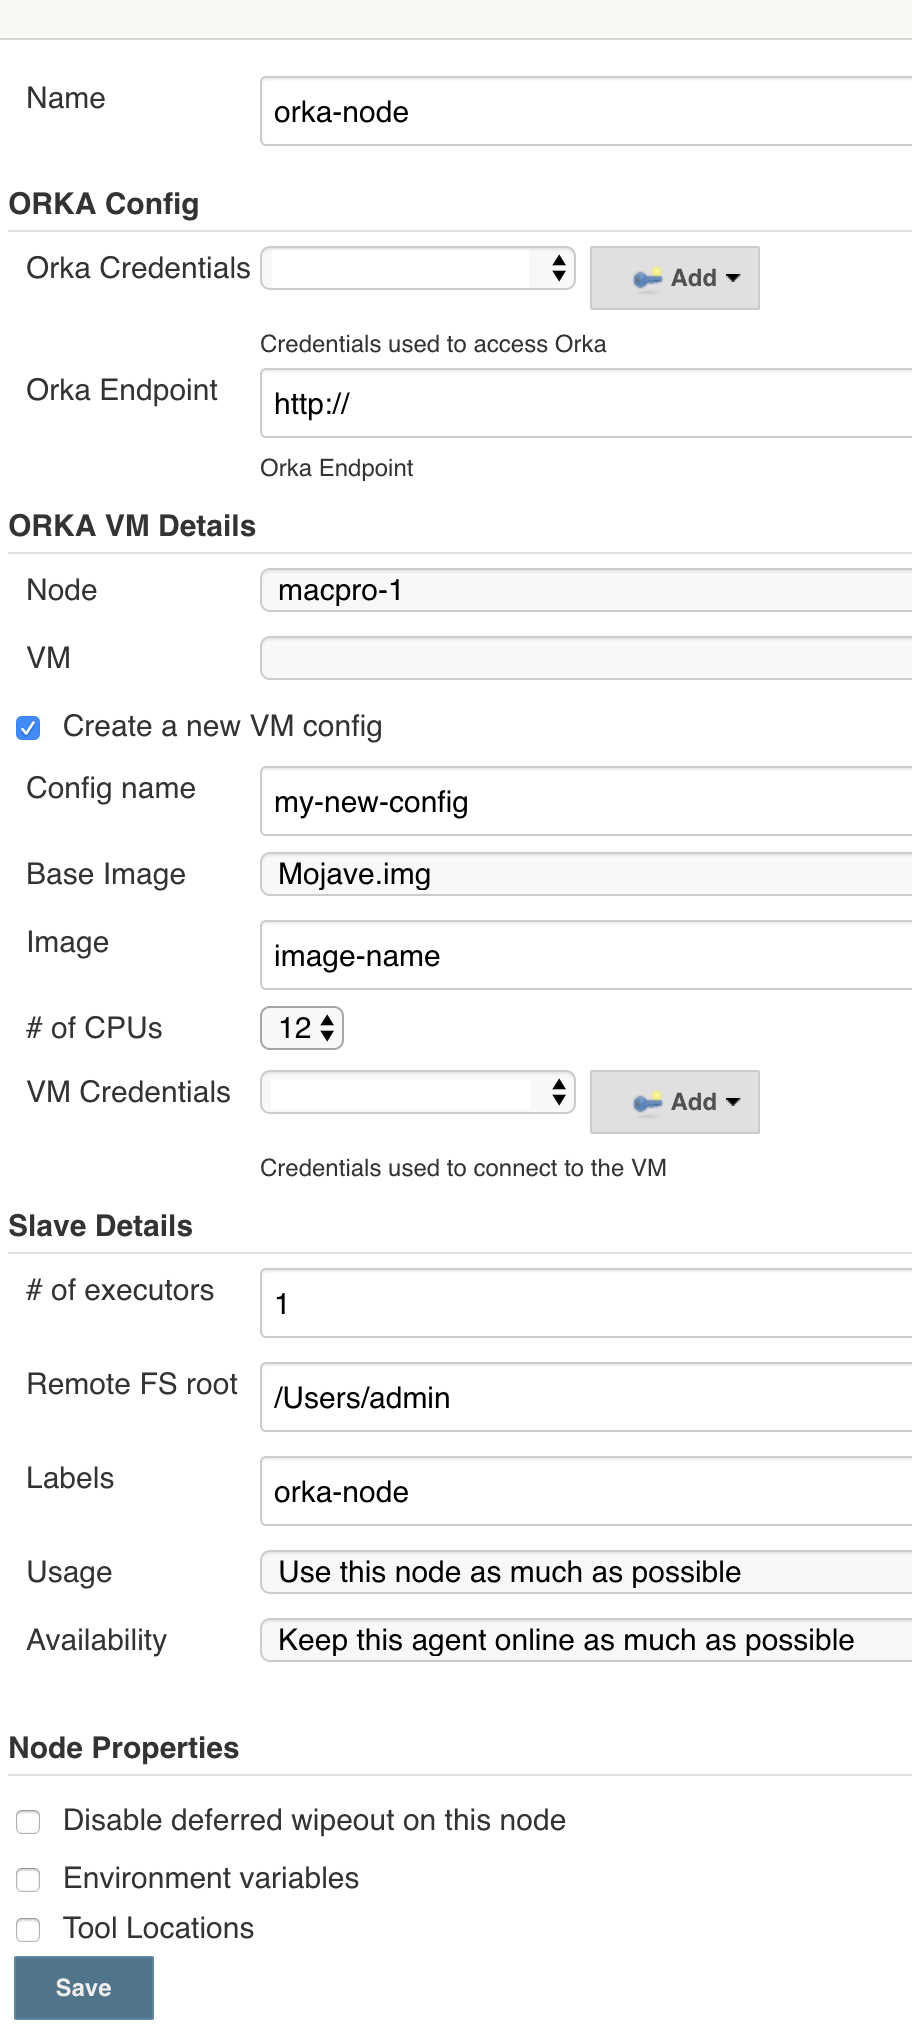 Name
orka-node
ORKA Config
Orka Credentials
Add
Credentials used to access Orka
Orka Endpoint
http://
Orka Endpoint
ORKA VM Details
Node
macpro-1
VM
Create a new VM config
Config name
my-new-config
Base Image
Mojave.img
Image
image-name
# of CPUs
12
VM Credentials
Add
Credentials used to connect to the VM
Slave Details
# of executors
1
Remote FS root
/Users/admin
Labels
orka-node
Usage
Use this node as much as possible
Availability
Keep this agent online as much as possible
Node Properties
Disable deferred wipeout on this node
Environment variables
Tool Locations
Save